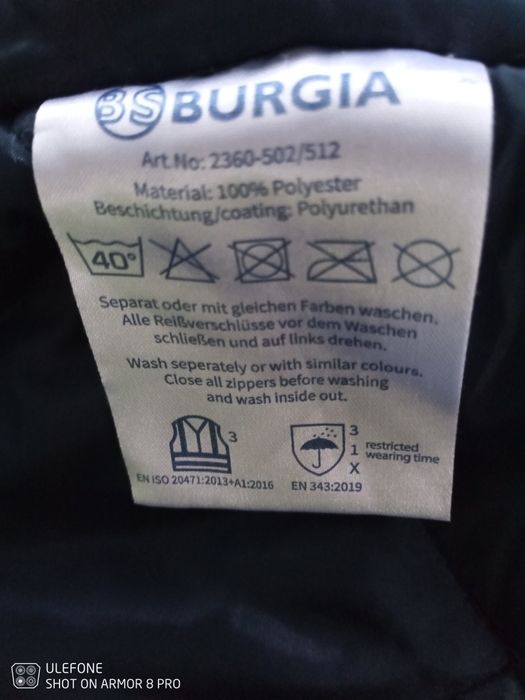 BS BURGIA
Art.No: 2360-502/512
Material: 100% Polyester
Beschichtung/coating: Polyurethan
40°
Separat oder mit gleichen Farben waschen.
Alle Reißverschlüsse vor dem Waschen
schließen und auf links drehen.
Wash seperately or with similar colours.
Close all zippers before washing
and wash inside out.
3
EN ISO 20471:2013+A1:2016
3
1
X
restricted
wearing time
EN 343:2019
ULEFONE
SHOT ON ARMOR 8 PRO